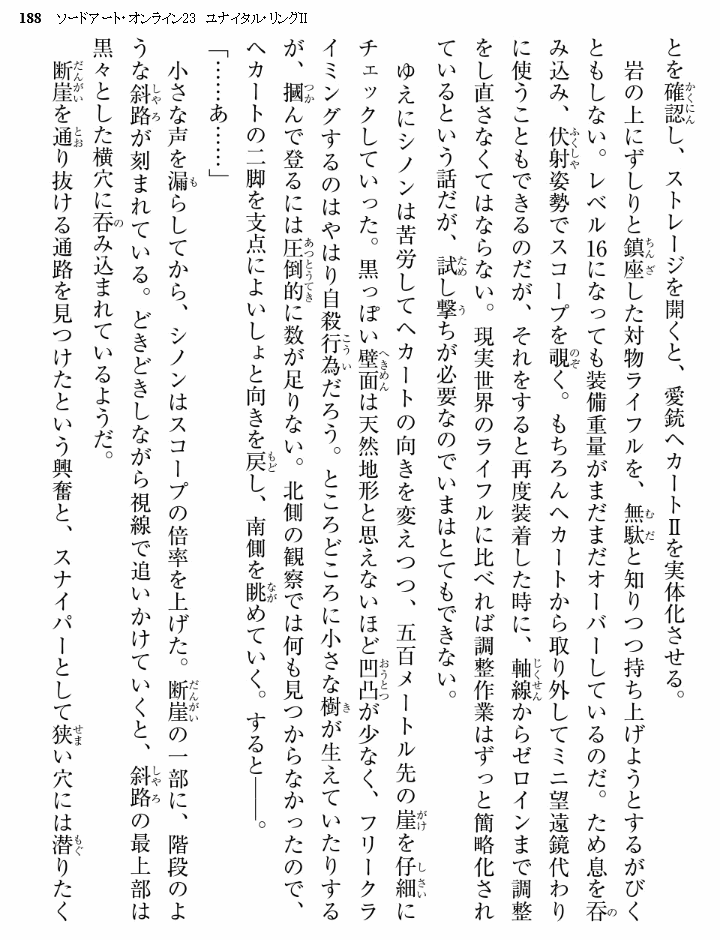 188 ソードアート・オンライン23 ユナイタル・リングⅡ
とを確認し、ストレージを開くと、愛銃ヘカートⅡを実体化させる。
岩の上にずしりと鎮座した対物ライフルを、無駄と知りつつ持ち上げようとするがびく
ともしない。レベル16になっても装備重量がまだまだオーバーしているのだ。ため息を呑
み込み、伏射姿勢でスコープを覗く。もちろんヘカートから取り外してミニ望遠鏡代わり
に使うこともできるのだが、それをすると再度装着した時に、軸線からゼロインまで調整
をし直さなくてはならない。現実世界のライフルに比べれば調整作業はずっと簡略化され
ているという話だが、試し撃ちが必要なのでいまはとてもできない。
ゆえにシノンは苦労してヘカートの向きを変えつつ、五百メートル先の崖を仔細に
チェックしていった。黒っぽい壁面は天然地形と思えないほど凹凸が少なく、フリークラ
イミングするのはやはり自殺行為だろう。ところどころに小さな樹が生えていたりする
が、摑んで登るには圧倒的に数が足りない。北側の観察では何も見つからなかったので、
ヘカートの二脚を支点によいしょと向きを戻し、南側を眺めていく。すると――。
「……あ……」
小さな声を漏らしてから、シノンはスコープの倍率を上げた。断崖の一部に、階段のよ
うな斜路が刻まれている。どきどきしながら視線で追いかけていくと、斜路の最上部は
黒々とした横穴に呑み込まれているようだ。
断崖を通り抜ける通路を見つけたという興奮と、スナイパーとして狭い穴には潜りたく